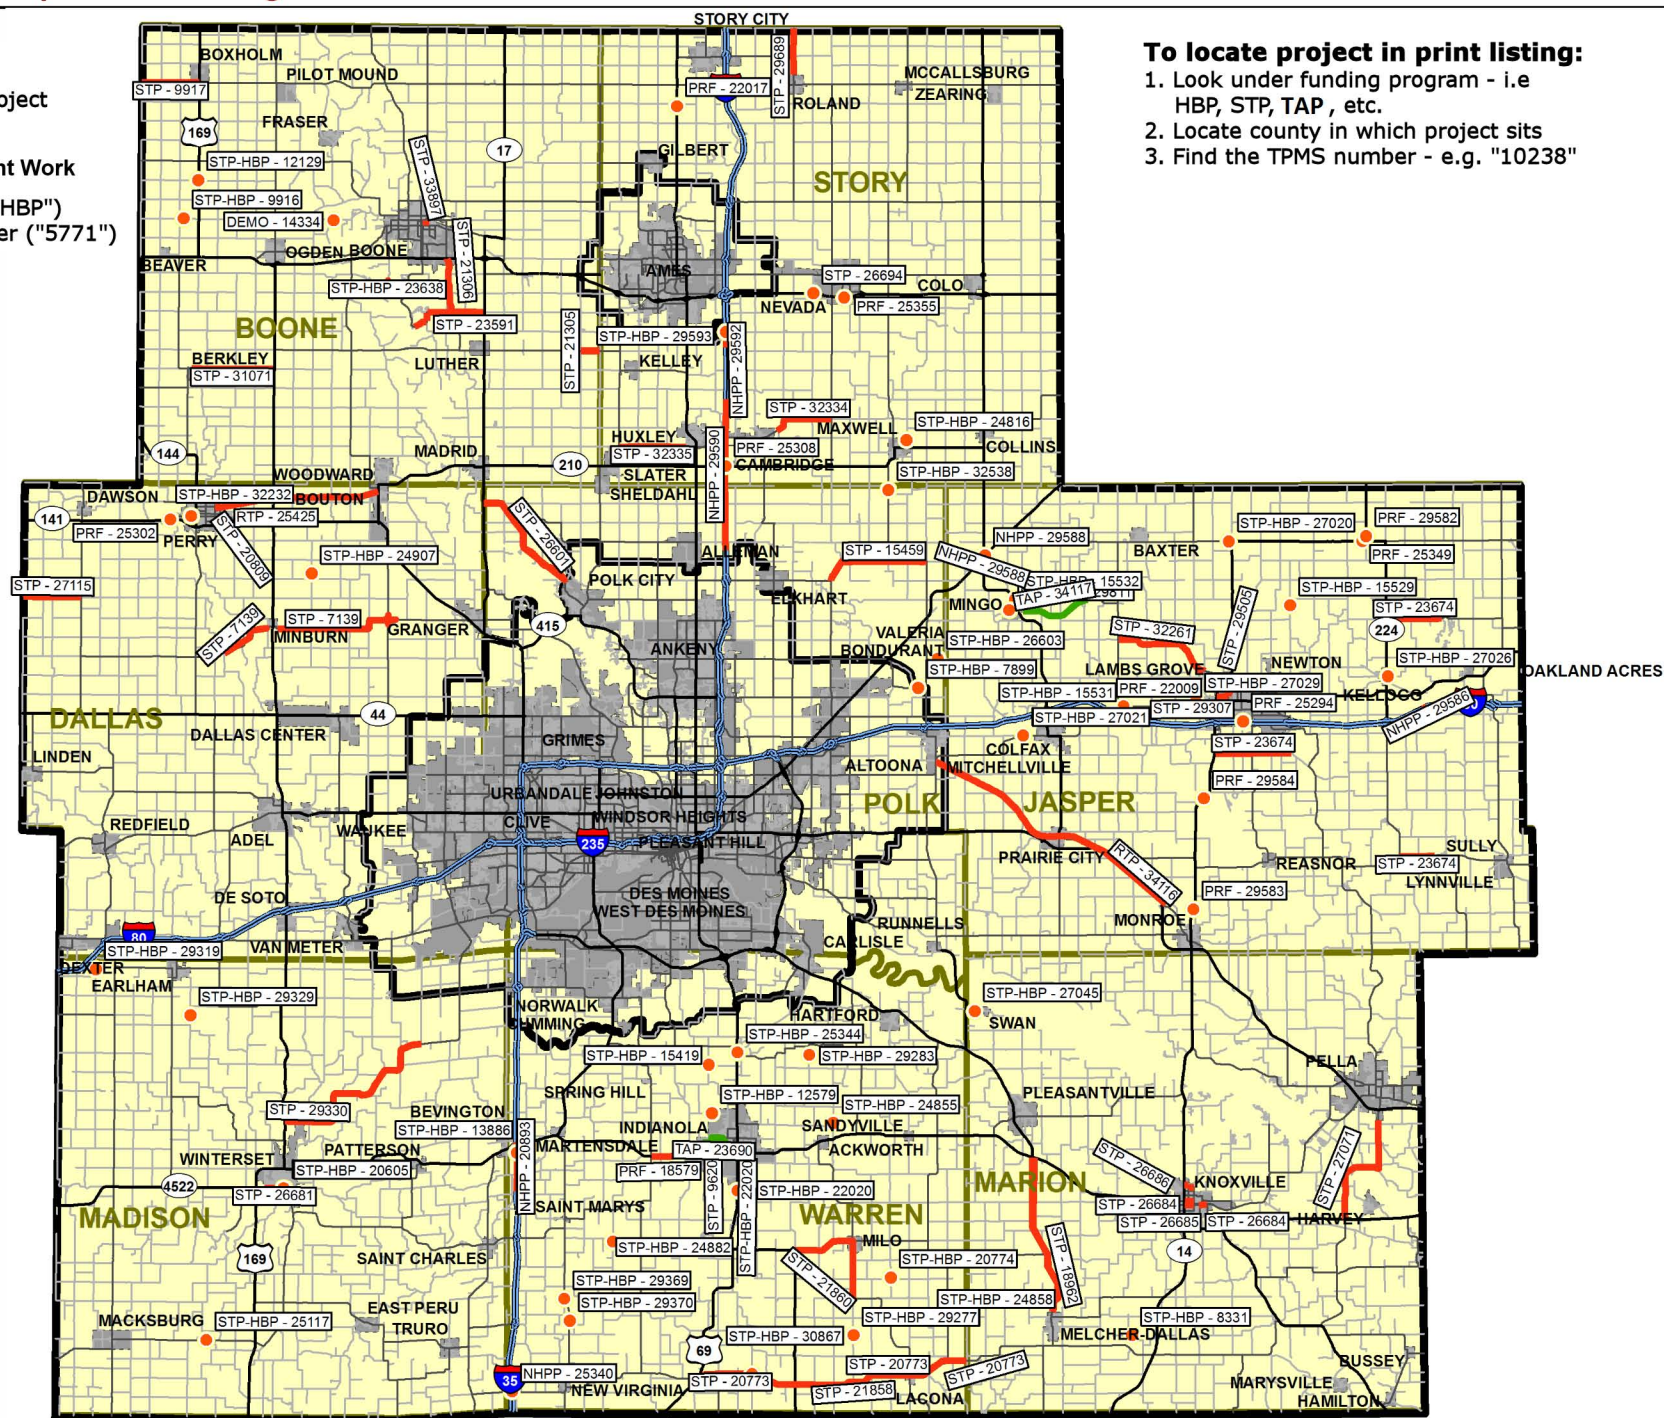 STORY CITY
To locate project in print listing:
1. Look under funding program - i.e
HBP, STP, TAP , etc.
2. Locate county in which project sits
3. Find the TPMS number - e.g. "10238"
oject
nt Work
HBP")
er ("5771")
BOXHOLM
PILOT MOUND
STP - 9917
PRF - 22017
STP - 29689
ROLAND
MCCALLSBURG
ZEARING
FRASER
169
17
GILBERT
STP-HBP - 12129
STP - 33897
STORY
STP-HBP - 9916
DEMO - 14334
OGDEN
BOONE
STP - 21306
BEAVER
AMES
STP - 26694
COLO
STP-HBP - 23638
NEVADA
PRF - 25355
BOONE
STP - 23591
STP - 21305
STP-HBP - 29593
NHPP - 29592
BERKLEY
STP - 31071
LUTHER
KELLEY
STP - 32334
MAXWELL
STP-HBP - 24816
HUXLEY
STP - 32335
NHPP - 29590
PRF - 25308
COLLINS
144
MADRID
210
CAMBRIDGE
WOODWARD
SLATER
STP-HBP - 32538
DAWSON
STP-HBP - 32232
BOUTON
SHELDAHL
141
RTP - 25425
PRF - 25302
PERRY
STP - 20809
STP - 26601
STP-HBP - 27020
PRF - 29582
STP-HBP - 24907
ALLEMAN
STP - 15459
NHPP - 29588
NHPP - 29588
BAXTER
PRF - 25349
STP - 27115
POLK CITY
ELKHART
STP-HBP - 15532
TAP - 34117
MINGO
STP-HBP - 15529
STP - 23674
STP - 7139
STP - 7139
MINBURN
GRANGER
415
VALERIA
STP-HBP - 26603
STP - 32261
STP - 29505
224
ANKENY
BONDURANT
STP-HBP - 7899
LAMBS GROVE
NEWTON
STP-HBP - 27026
OAKLAND ACRES
STP-HBP - 15531
PRF - 22009
STP-HBP - 27029
KELLOGG
STP-HBP - 27021
STP - 29307
PRF - 25294
NHPP - 29586
DALLAS
44
DALLAS CENTER
GRIMES
COLFAX
STP - 23674
LINDEN
ALTOONA
MITCHELLVILLE
PRF - 29584
URBANDALE
JOHNSTON
POLK
JASPER
REDFIELD
ADEL
WAUKEE
CLIVE
WINDSOR HEIGHTS
235
PLEASANT HILL
PRAIRIE CITY
RTP - 34116
REASNOR
STP - 23674
SULLY
LYNNVILLE
DE SOTO
DES MOINES
WEST DES MOINES
PRF - 29583
MONROE
80
STP-HBP - 29319
VAN METER
RUNNELLS
CARLISLE
DEXTER
EARLHAM
STP-HBP - 29329
NORWALK
CUMMING
HARTFORD
STP-HBP - 27045
SWAN
STP-HBP - 25344
STP-HBP - 15419
STP-HBP - 29283
PELLA
STP - 29330
BEVINGTON
STP-HBP - 13886
SPRING HILL
STP-HBP - 12579
STP-HBP - 24855
PLEASANTVILLE
INDIANOLA
SANDYVILLE
WINTERSET
PATTERSON
NHPP - 20893
MARTENSDALE
TAP - 23690
ACKWORTH
STP-HBP - 20605
PRF - 18579
STP - 9620
STP-HBP - 22020
STP-HBP - 22020
4522
STP - 26681
MARION
STP - 26686
KNOXVILLE
STP - 27071
MADISON
SAINT MARYS
WARREN
STP - 26684
STP - 26685
STP - 26684
HARVEY
169
SAINT CHARLES
STP-HBP - 24882
MILO
STP - 21860
STP-HBP - 20774
STP - 18962
14
STP-HBP - 29369
STP-HBP - 29370
STP-HBP - 24858
MACKSBURG
STP-HBP - 25117
EAST PERU
TRURO
STP-HBP - 29277
STP-HBP - 8331
STP-HBP - 30867
MELCHER-DALLAS
69
STP - 20773
STP - 20773
STP - 20773
BUSSEY
35
NHPP - 25340
NEW VIRGINIA
STP - 21858
LACONA
MARYSVILLE
HAMILTON